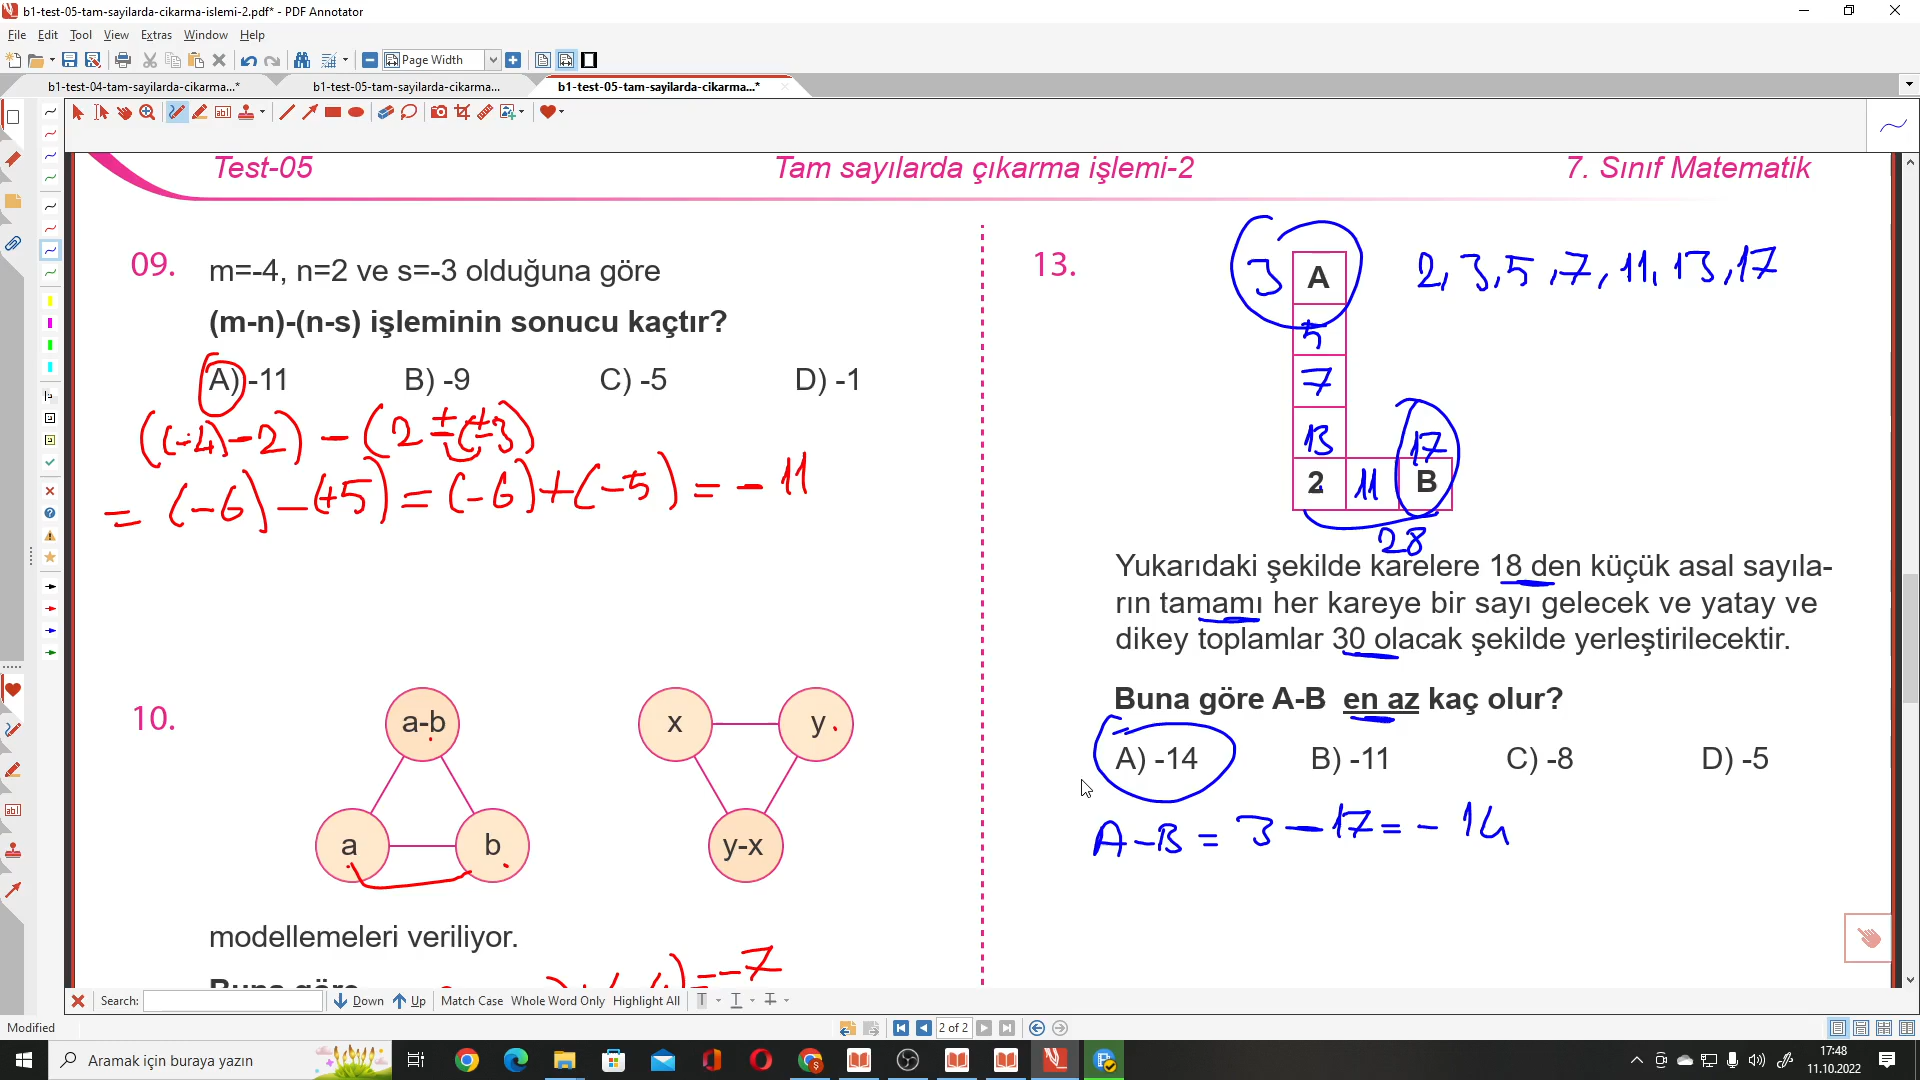 b1-test-05-tam-sayilarda-cikarma-islemi-2.pdf* - PDF Annotator
File Edit Tool View Extras Window Help
Page Width
b1-test-04-tam-sayilarda-cikarma...* b1-test-05-tam-sayilarda-cikarma... b1-test-05-tam-sayilarda-cikarma...*
Test-05 Tam sayılarda çıkarma işlemi-2 7. Sınıf Matematik
09. m=-4, n=2 ve s=-3 olduğuna göre
(m-n)-(n-s) işleminin sonucu kaçtır?
A) -11 B) -9 C) -5 D) -1
((-4)-2) - (2
= (-6)-(+5) = (-6)+(-5) = -11
10.
a-b
a b
x y
y-x
modellemeleri veriliyor.
Buna göre
=-7
13.
3 A
2, 3, 5, 7, 11, 13, 17
5
7
13 17
2 11 B
28
Yukarıdaki şekilde karelere 18 den küçük asal sayıla-
rın tamamı her kareye bir sayı gelecek ve yatay ve
dikey toplamlar 30 olacak şekilde yerleştirilecektir.
Buna göre A-B en az kaç olur?
A) -14 B) -11 C) -8 D) -5
A-B = 3 - 17 = - 14
Search: Down Up Match Case Whole Word Only Highlight All
Modified 2 of 2
Aramak için buraya yazın
17:48
11.10.2022